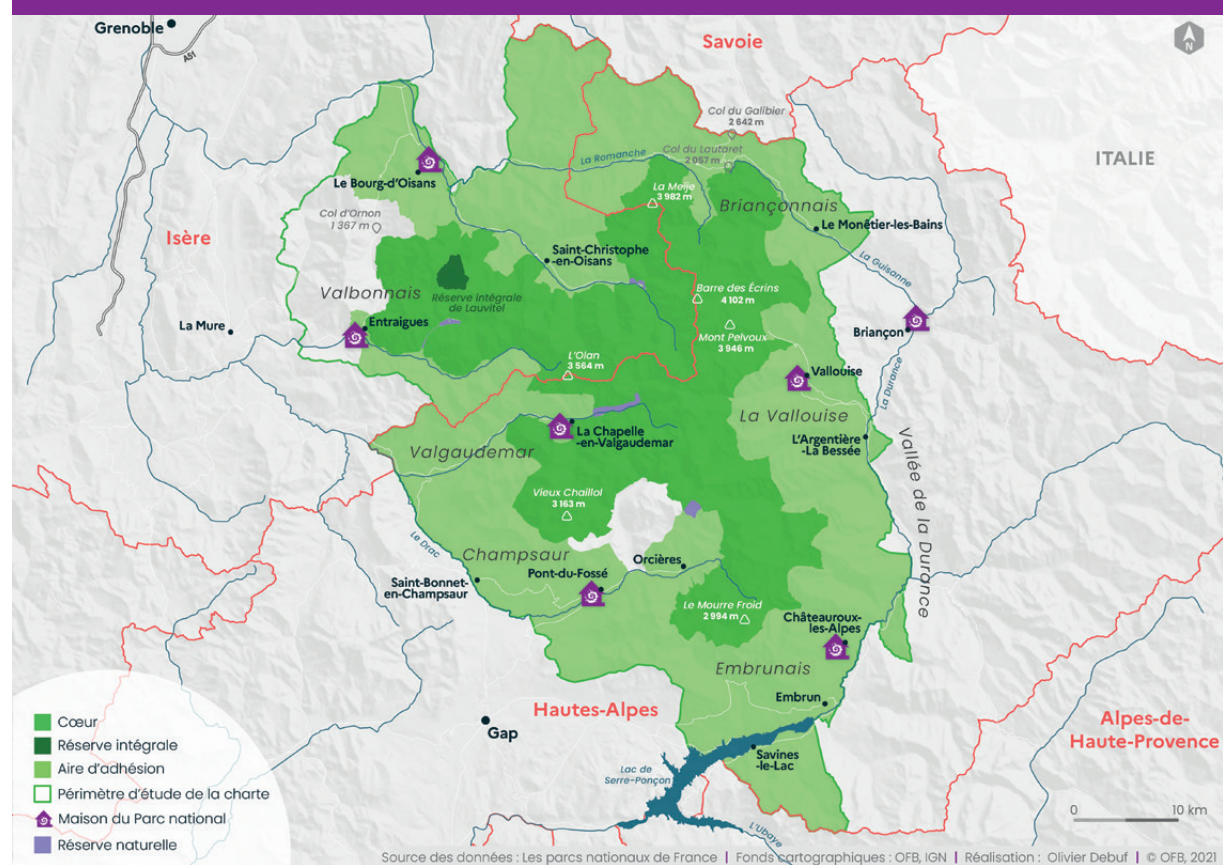 Grenoble
A51
Savoie
N
Col du Galibier
2 642 m
Col du Lautaret
2 057 m
ITALIE
La Romanche
Le Bourg-d'Oisans
La Meije
3 982 m
Briançonnais
Col d'Ornon
1 367 m
Isère
Le Monêtier-les-Bains
Saint-Christophe
-en-Oisans
La Guisanne
Valbonnais
Réserve intégrale
de Lauvitel
Barre des Écrins
4 102 m
La Mure
Entraigues
Mont Pelvoux
3 946 m
Briançon
L'Olan
3 564 m
Vallouise
La Durance
La Vallouise
La Chapelle
-en-Valgaudemar
Valgaudemar
L'Argentière
-La Bessée
Vallée de la Durance
Vieux Chaillol
3 163 m
Le Drac
Champsaur
Orcières
Saint-Bonnet-
en-Champsaur
Pont-du-Fossé
Le Mourre Froid
2 994 m
Châteauroux-
les-Alpes
Embrunais
Embrun
Hautes-Alpes
Gap
Alpes-de-
Haute-Provence
Savines
-le-Lac
Lac de
Serre-Ponçon
L'Ubaye
Cœur
Réserve intégrale
Aire d'adhésion
Périmètre d'étude de la charte
Maison du Parc national
Réserve naturelle
0 10 km
Source des données : Les parcs nationaux de France | Fonds cartographiques : OFB, IGN | Réalisation : Olivier Debuf | © OFB, 2021